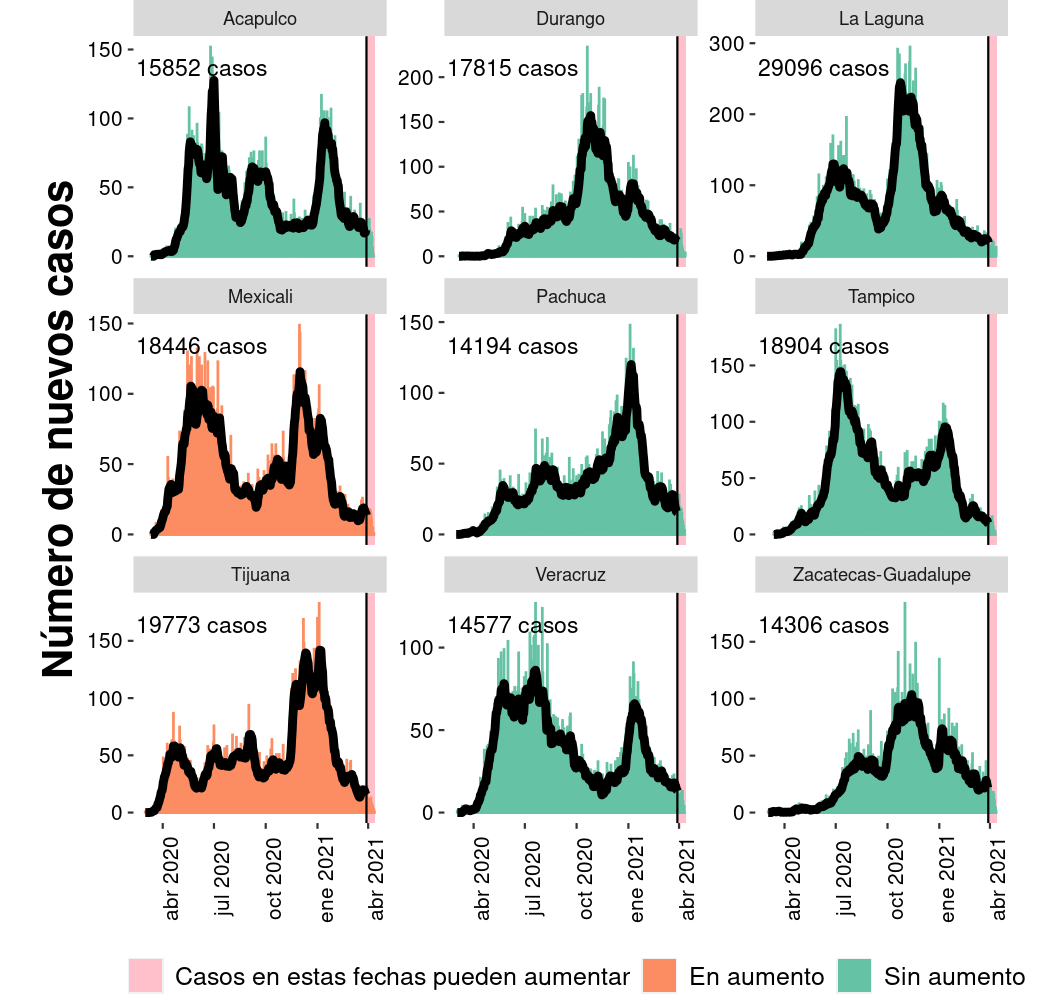 Número de nuevos casos
Acapulco
Durango
La Laguna
150
100
50
0
15852 casos
200
150
100
50
0
17815 casos
300
200
100
0
29096 casos
Mexicali
Pachuca
Tampico
150
100
50
0
18446 casos
150
100
50
0
14194 casos
150
100
50
0
18904 casos
Tijuana
Veracruz
Zacatecas-Guadalupe
150
100
50
0
19773 casos
100
50
0
14577 casos
150
100
50
0
14306 casos
abr 2020
jul 2020
oct 2020
ene 2021
abr 2021
abr 2020
jul 2020
oct 2020
ene 2021
abr 2021
abr 2020
jul 2020
oct 2020
ene 2021
abr 2021
Casos en estas fechas pueden aumentar
En aumento
Sin aumento